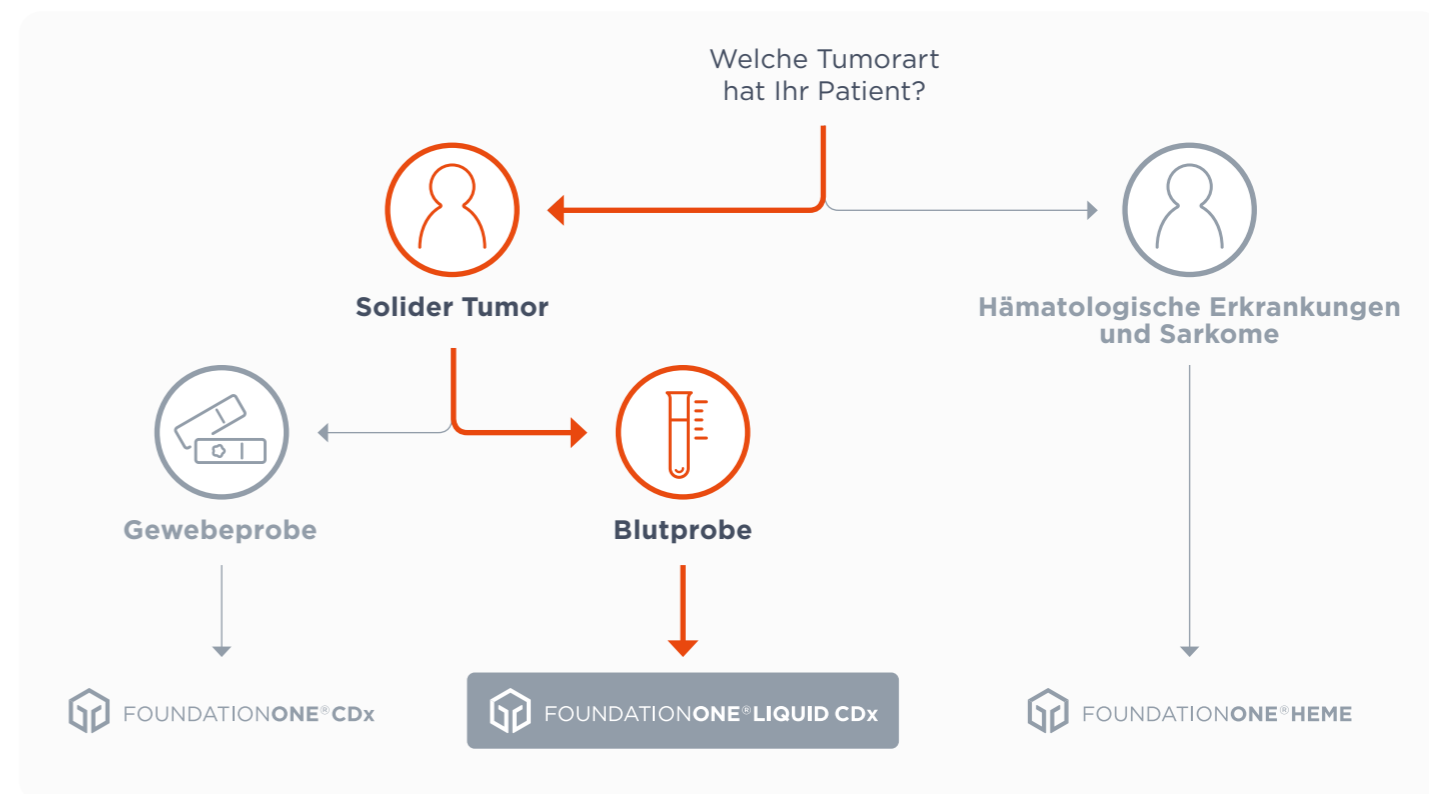 Welche Tumorart
hat Ihr Patient?
Solider Tumor
Hämatologische Erkrankungen
und Sarkome
Gewebeprobe
Blutprobe
FOUNDATIONONE®CDx
FOUNDATIONONE®LIQUID CDx
FOUNDATIONONE®HEME